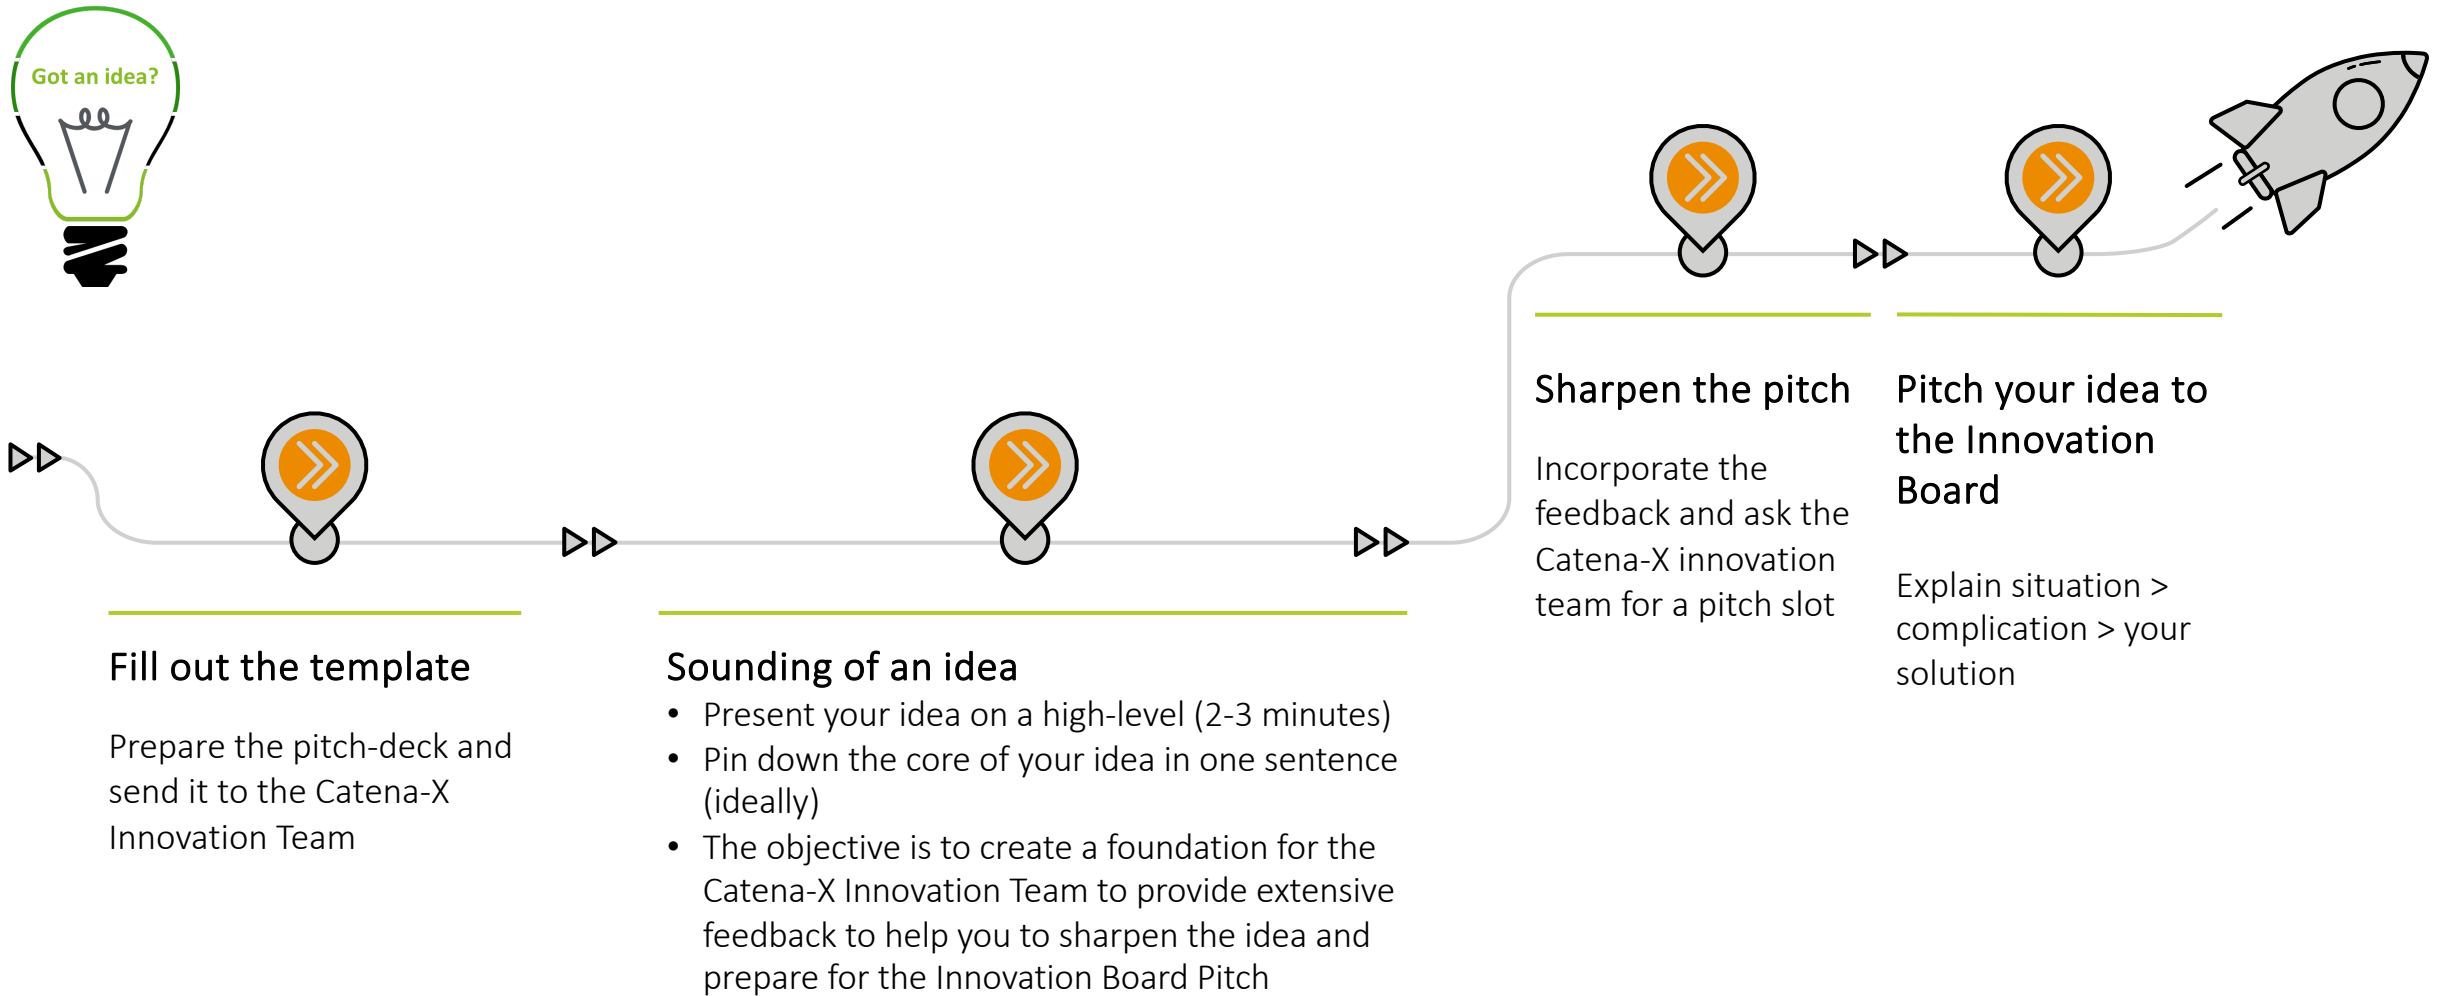 Got an idea?
Fill out the template
Prepare the pitch-deck and
send it to the Catena-X
Innovation Team
Sounding of an idea
• Present your idea on a high-level (2-3 minutes)
• Pin down the core of your idea in one sentence
(ideally)
• The objective is to create a foundation for the
Catena-X Innovation Team to provide extensive
feedback to help you to sharpen the idea and
prepare for the Innovation Board Pitch
Sharpen the pitch
Incorporate the
feedback and ask the
Catena-X innovation
team for a pitch slot
Pitch your idea to
the Innovation
Board
Explain situation >
complication > your
solution